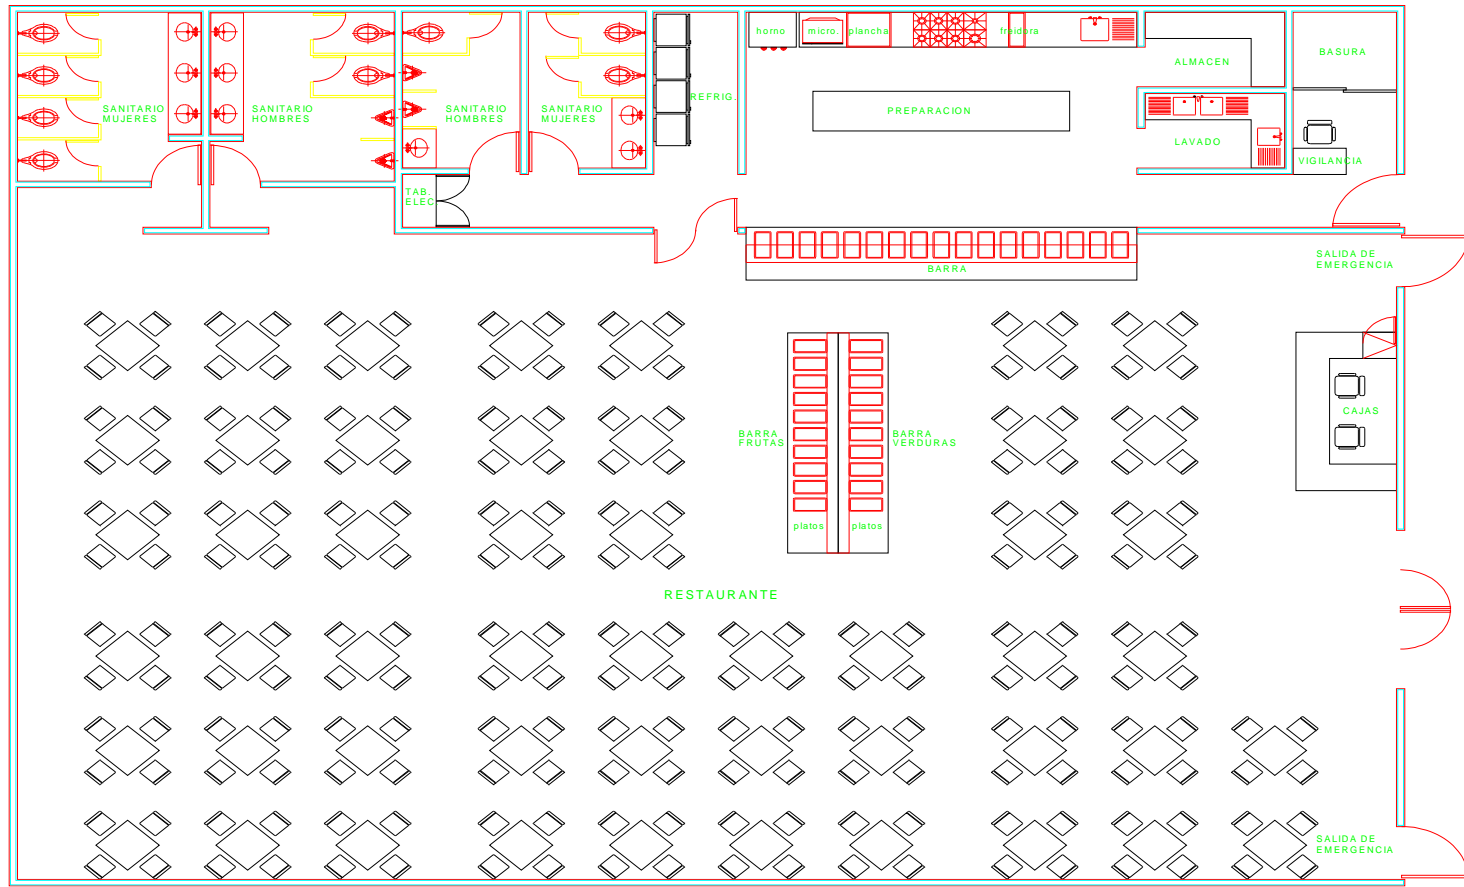 horno
micro.
plancha
freidora
BASURA
ALMACEN
REFRIG.
SANITARIO
MUJERES
SANITARIO
HOMBRES
SANITARIO
HOMBRES
SANITARIO
MUJERES
PREPARACION
LAVADO
VIGILANCIA
TAB.
ELEC
SALIDA DE
EMERGENCIA
BARRA
CAJAS
BARRA
FRUTAS
BARRA
VERDURAS
platos
platos
RESTAURANTE
SALIDA DE
EMERGENCIA